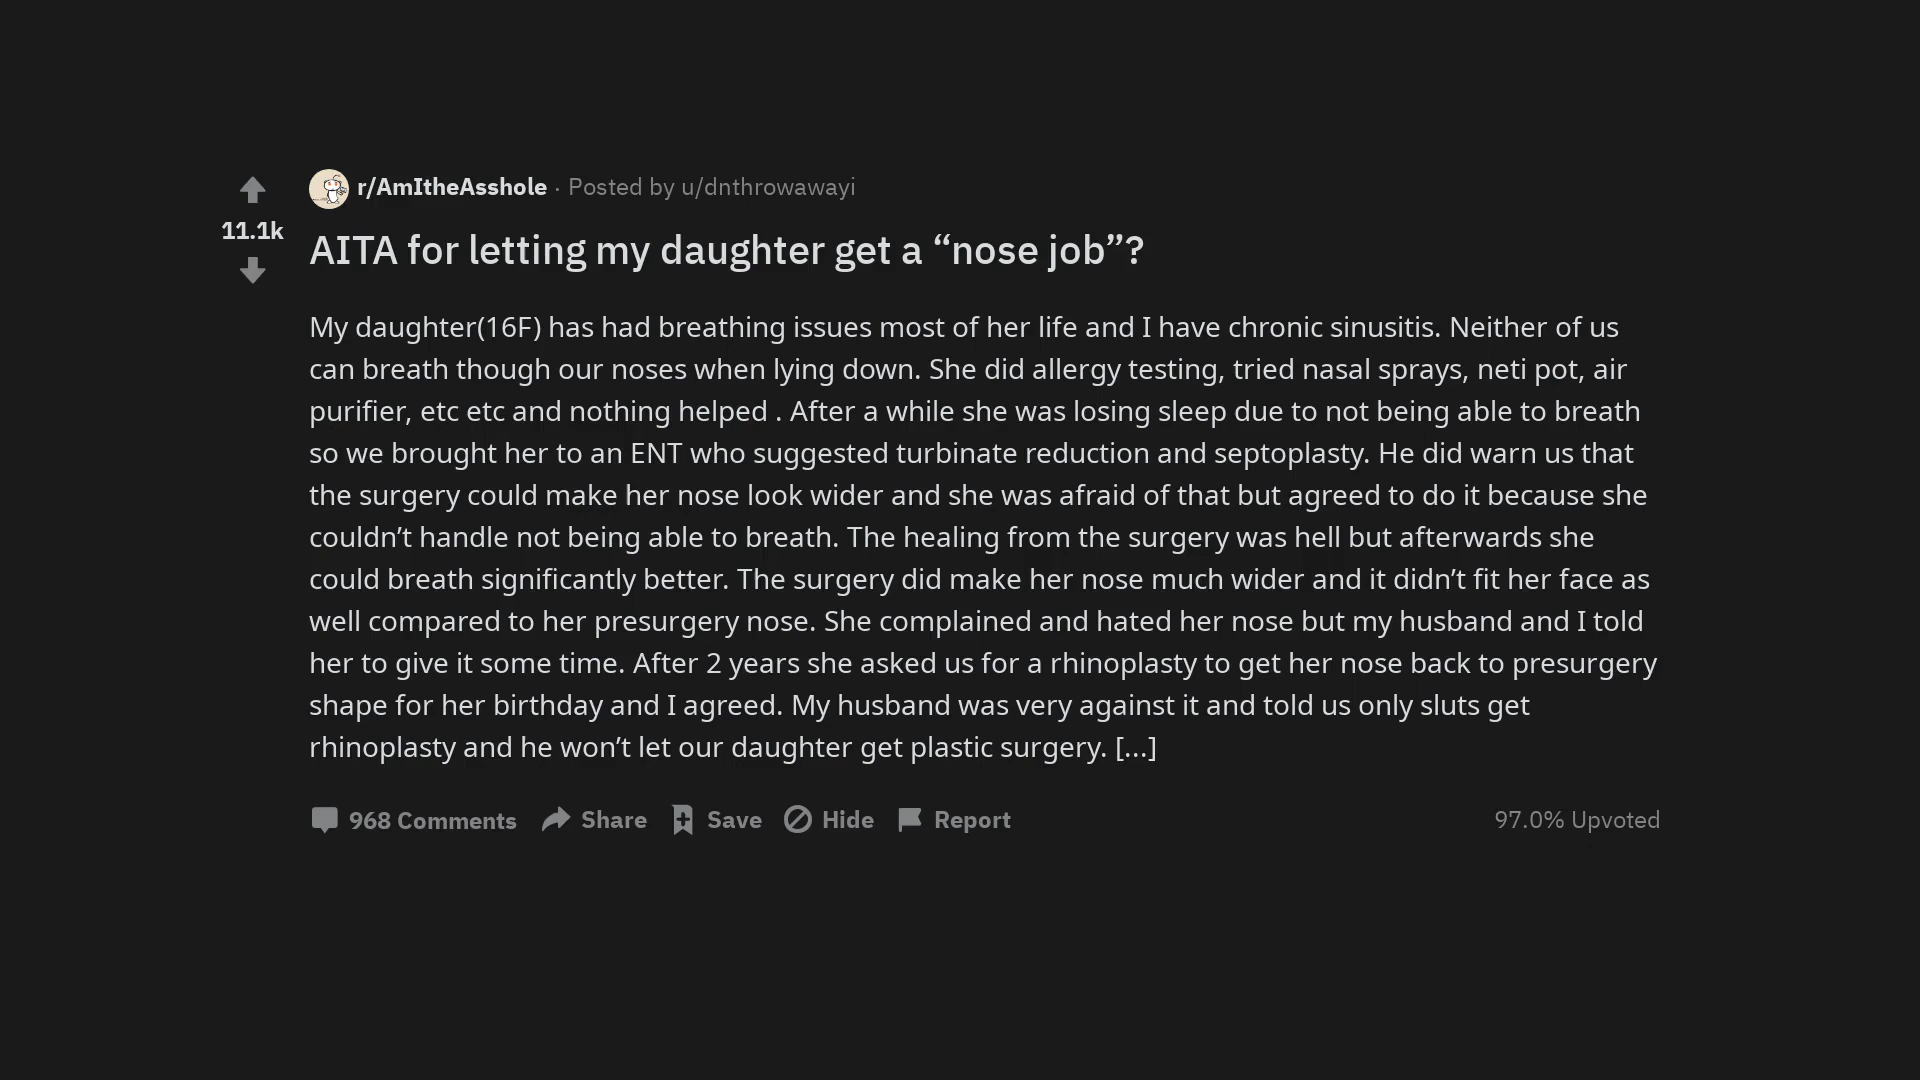 r/AmItheAsshole · Posted by u/dnthrowawayi
11.1k
AITA for letting my daughter get a “nose job”?
My daughter(16F) has had breathing issues most of her life and I have chronic sinusitis. Neither of us
can breath though our noses when lying down. She did allergy testing, tried nasal sprays, neti pot, air
purifier, etc etc and nothing helped . After a while she was losing sleep due to not being able to breath
so we brought her to an ENT who suggested turbinate reduction and septoplasty. He did warn us that
the surgery could make her nose look wider and she was afraid of that but agreed to do it because she
couldn’t handle not being able to breath. The healing from the surgery was hell but afterwards she
could breath significantly better. The surgery did make her nose much wider and it didn’t fit her face as
well compared to her presurgery nose. She complained and hated her nose but my husband and I told
her to give it some time. After 2 years she asked us for a rhinoplasty to get her nose back to presurgery
shape for her birthday and I agreed. My husband was very against it and told us only sluts get
rhinoplasty and he won’t let our daughter get plastic surgery. [...]
968 Comments Share Save Hide Report 97.0% Upvoted